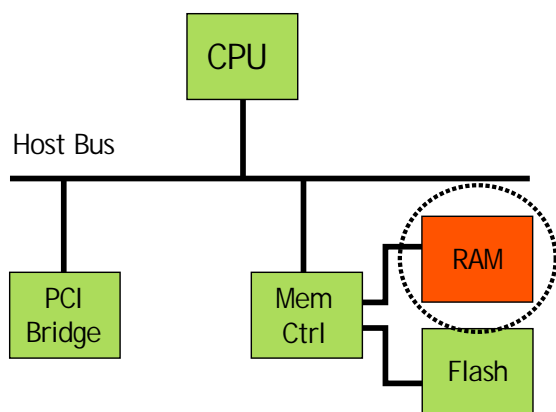 CPU
Host Bus
PCI
Bridge
Mem
Ctrl
RAM
Flash